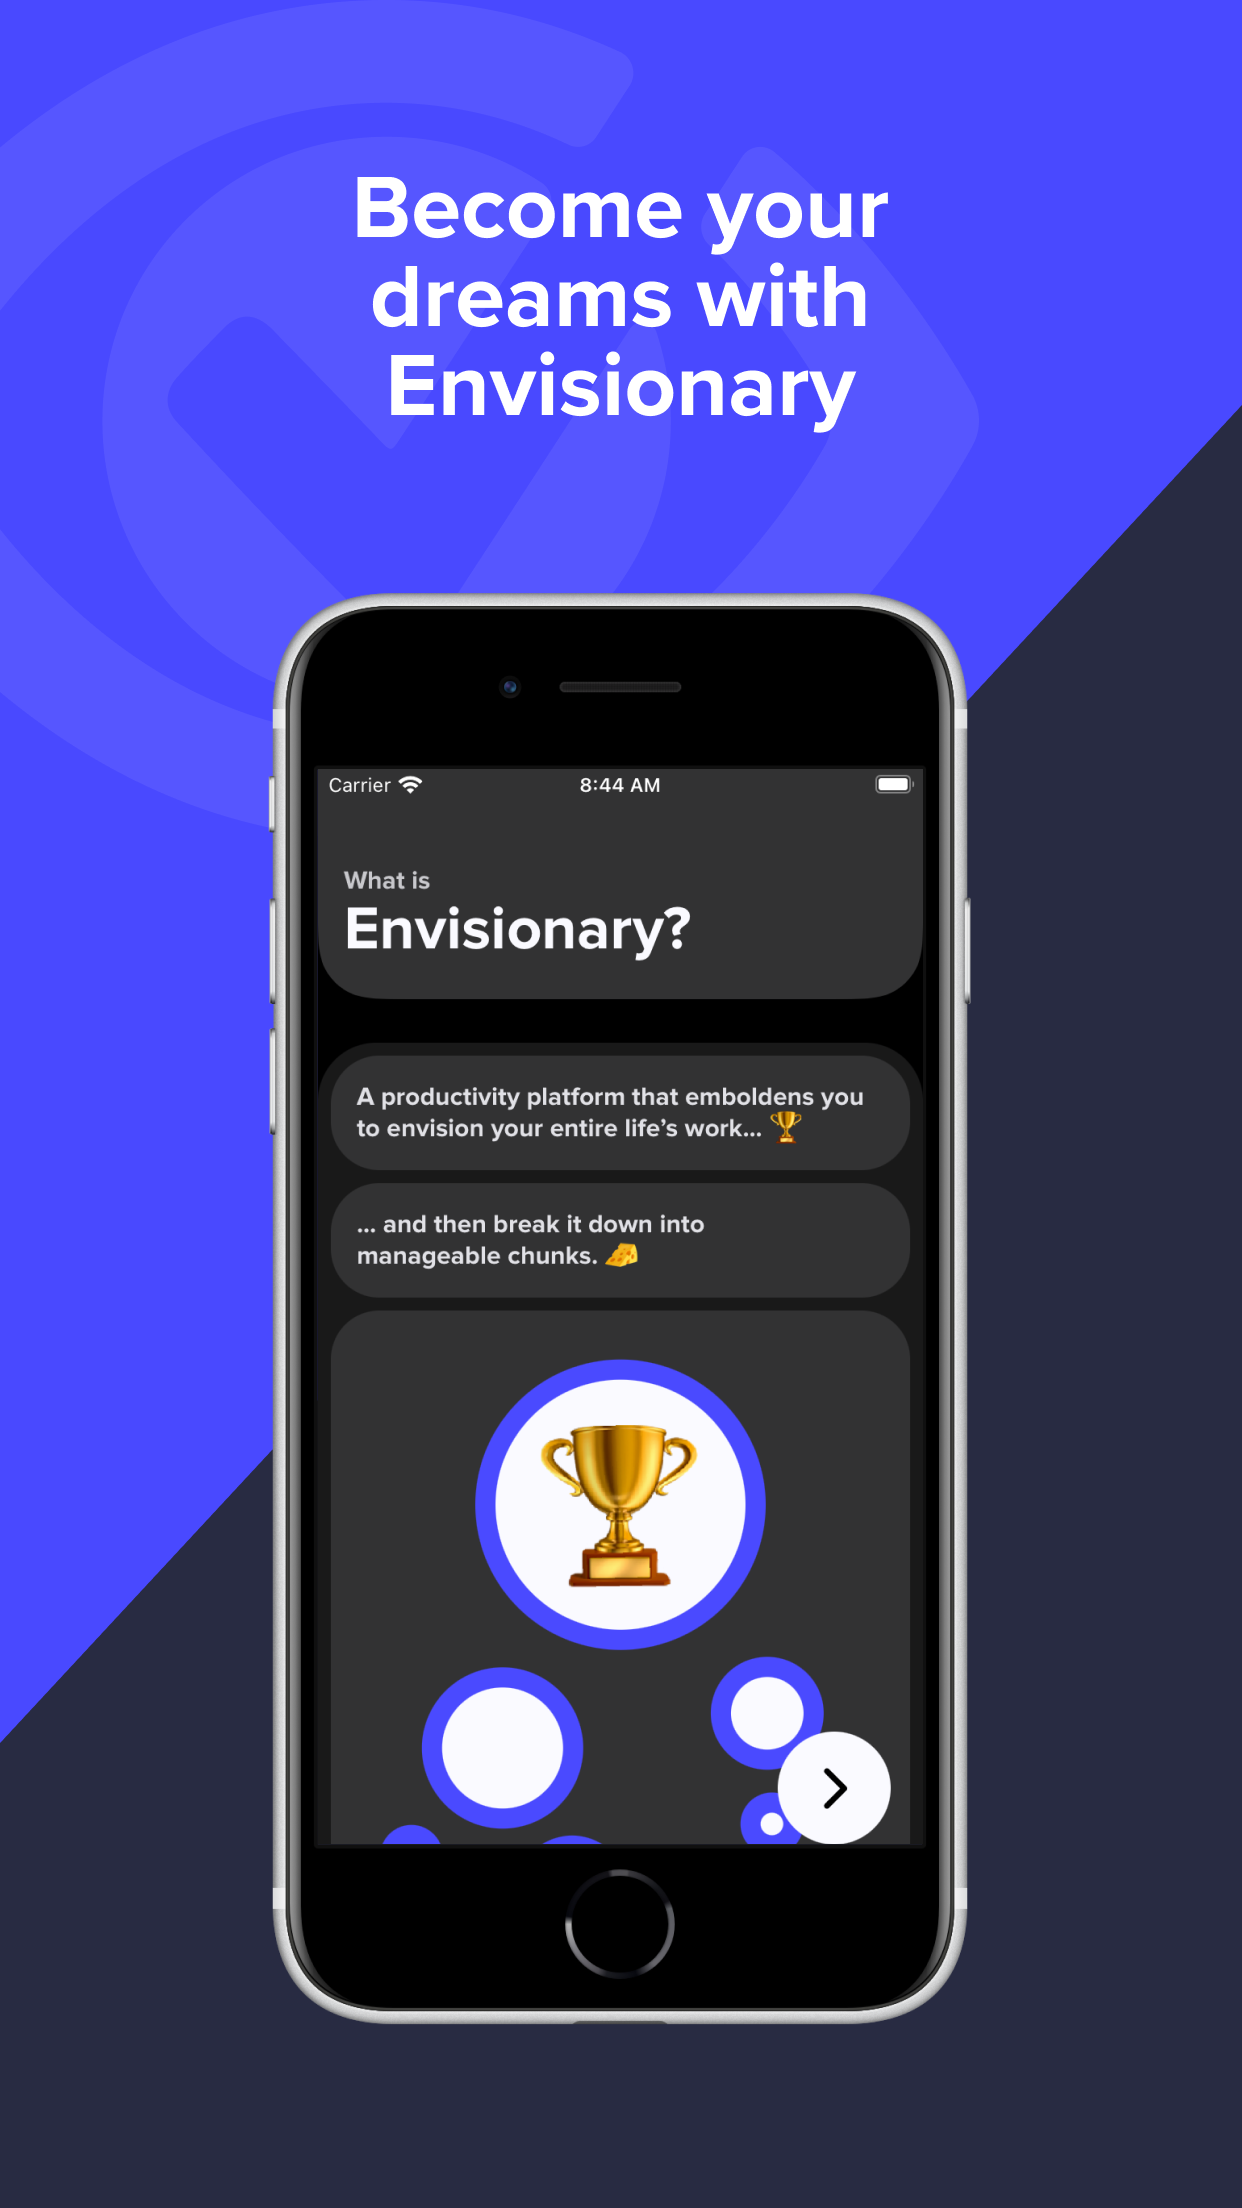 Become your
dreams with
Envisionary
Carrier 8:44 AM
What is
Envisionary?
A productivity platform that emboldens you
to envision your entire life’s work... 🏆
... and then break it down into
manageable chunks. 🧀